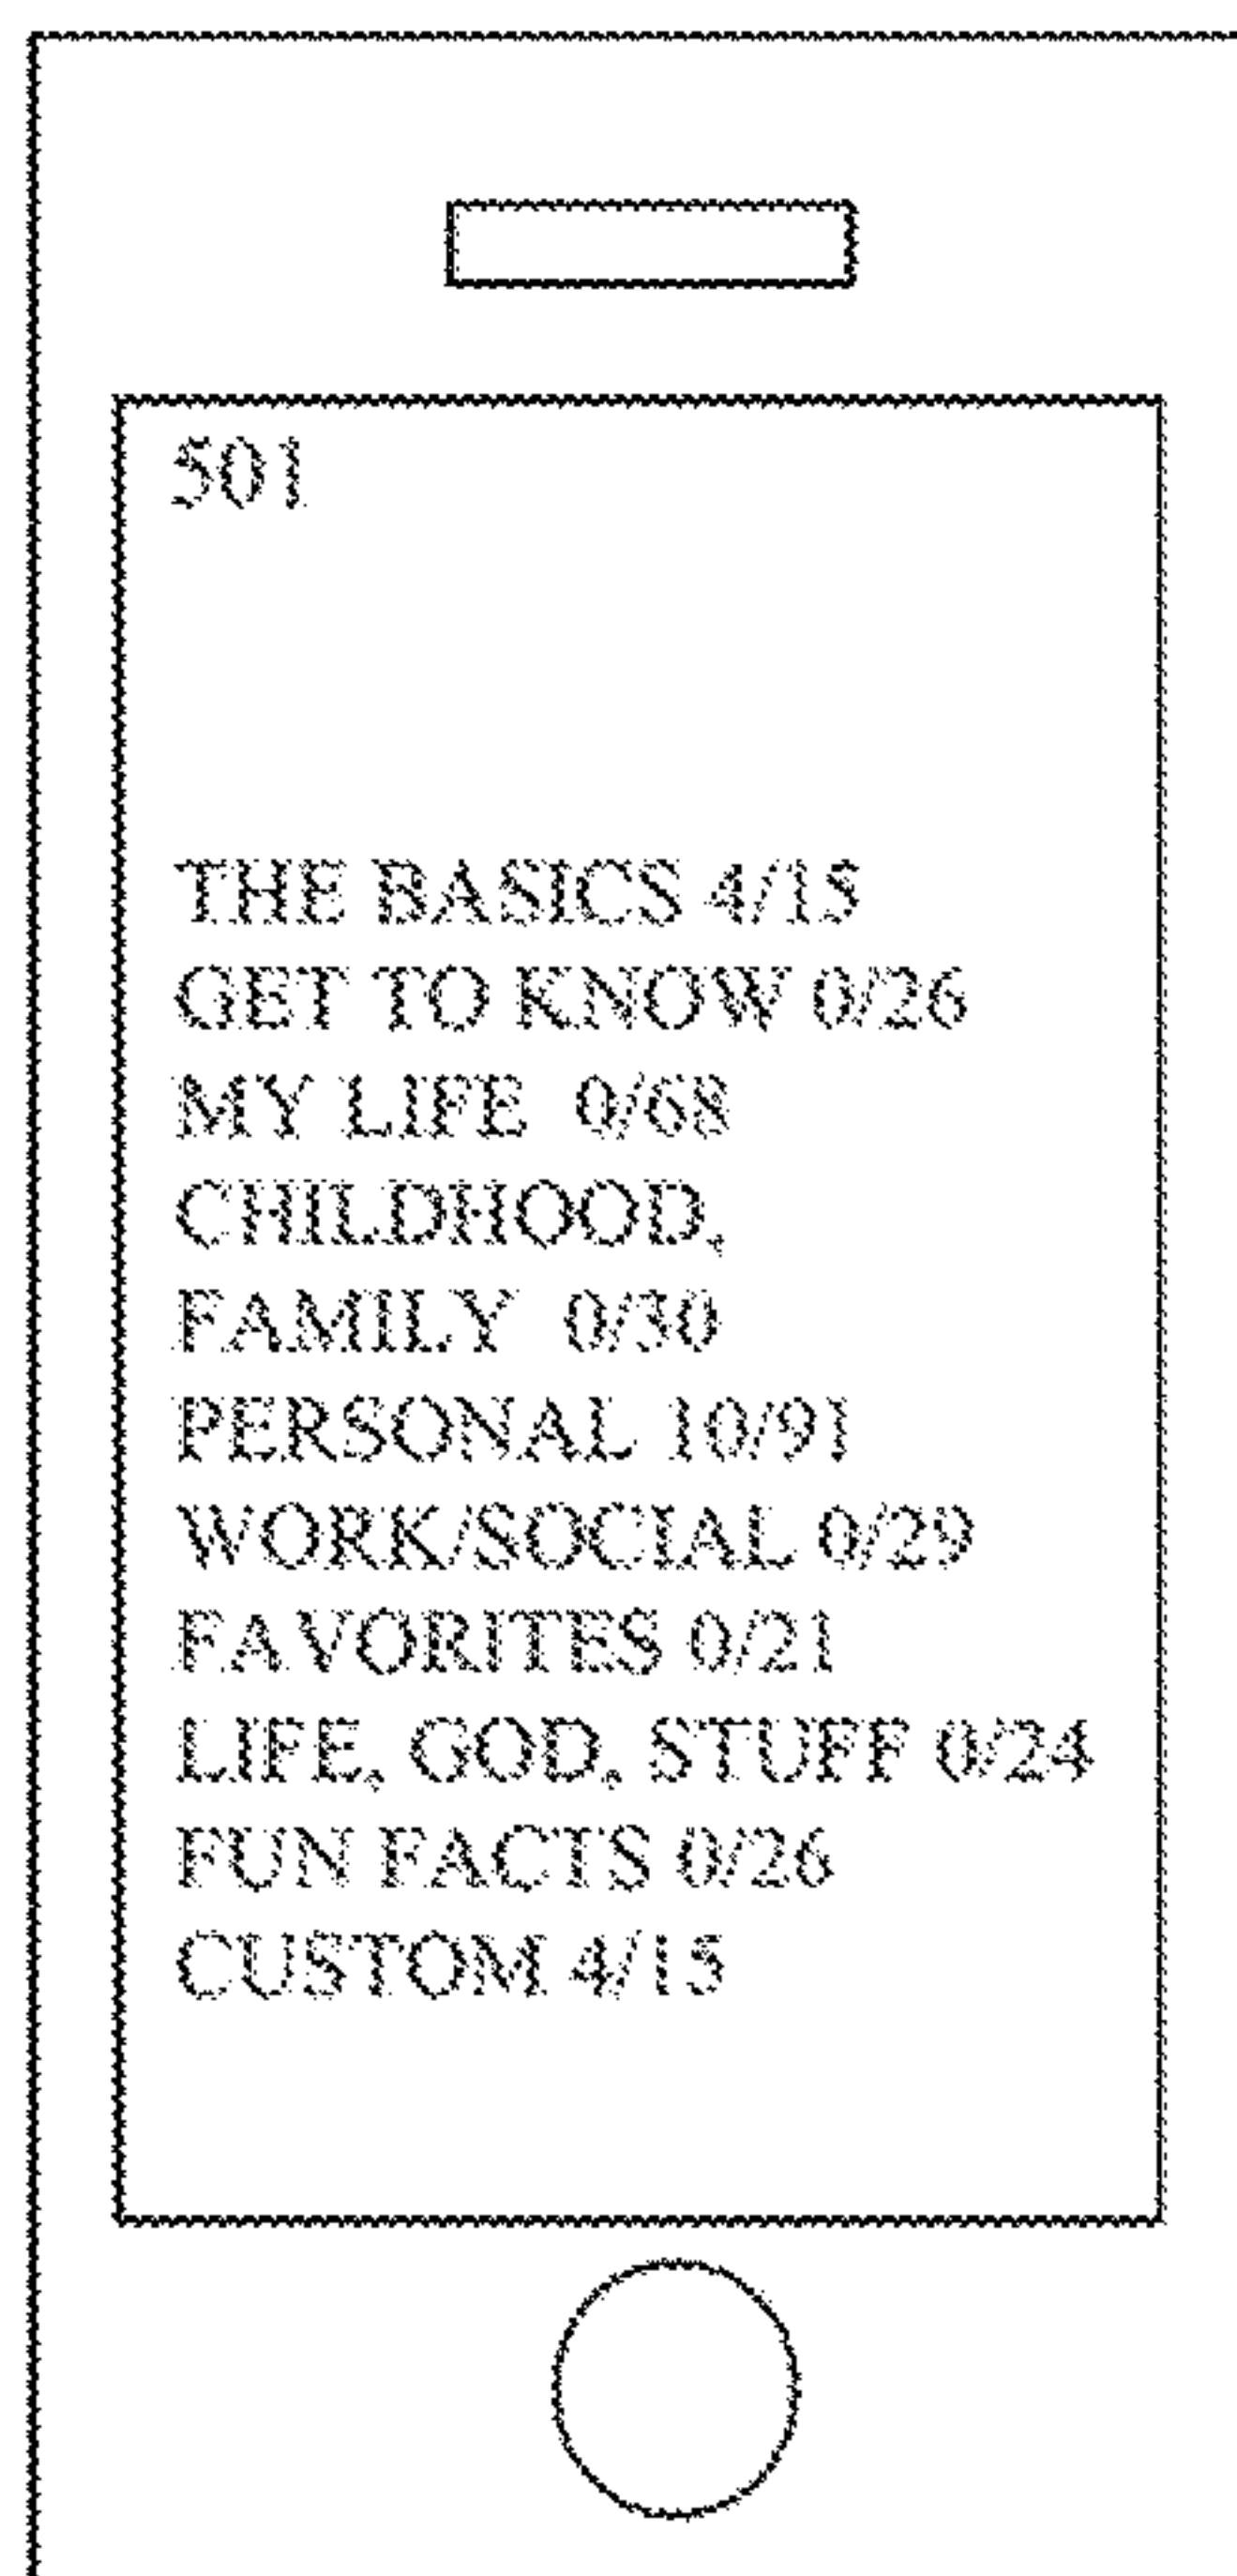 501
THE BASICS 4/15
GET TO KNOW 0/26
MY LIFE 0/68
CHILDHOOD,
FAMILY 0/30
PERSONAL 10/91
WORK/SOCIAL 0/29
FAVORITES 0/21
LIFE, GOD, STUFF 0/24
FUN FACTS 0/26
CUSTOM 4/15